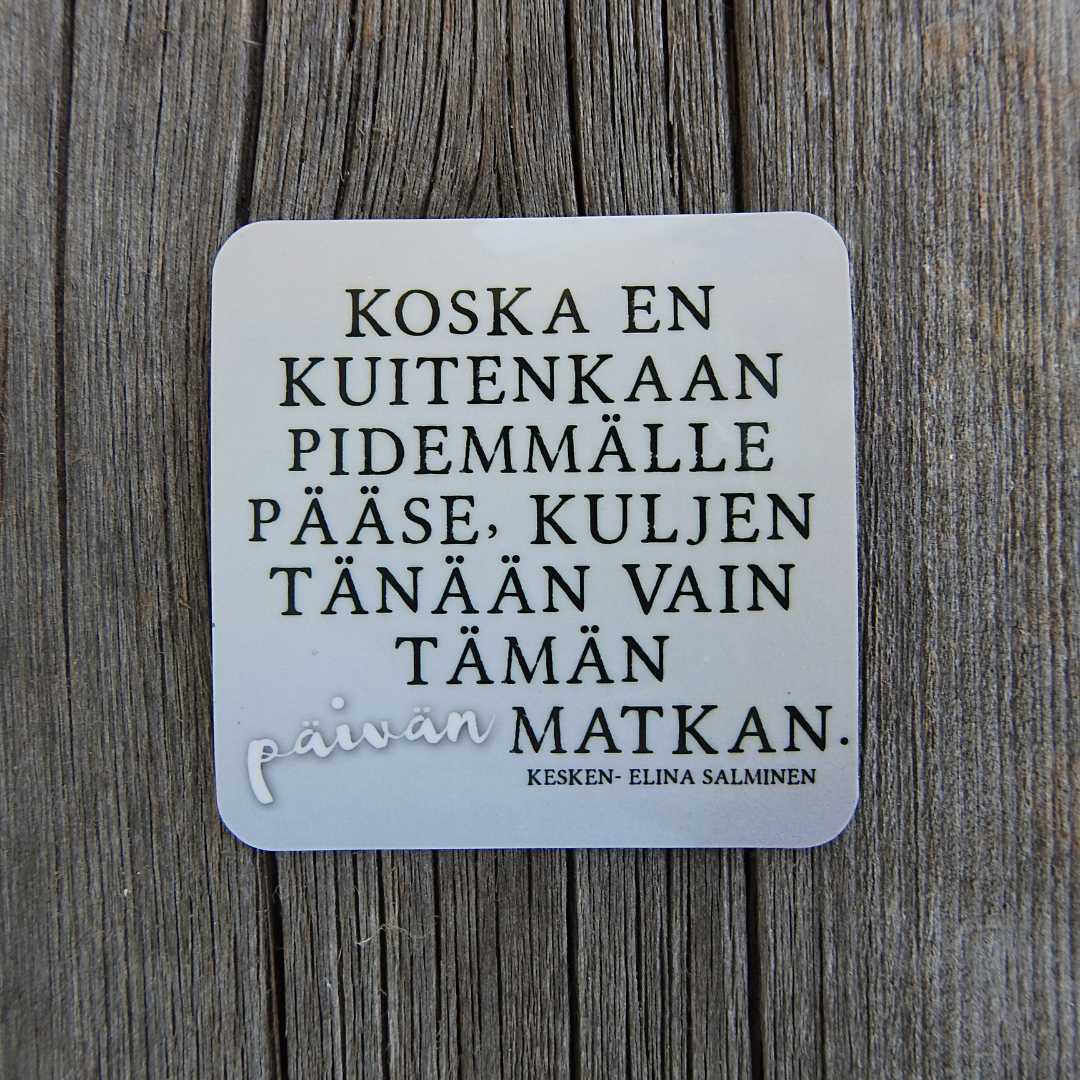 KOSKA EN
KUITENKAAN
PIDEMMÄLLE
PÄÄSE, KULJEN
TÄNÄÄN VAIN
TÄMÄN
päivän MATKAN.
KESKEN- ELINA SALMINEN